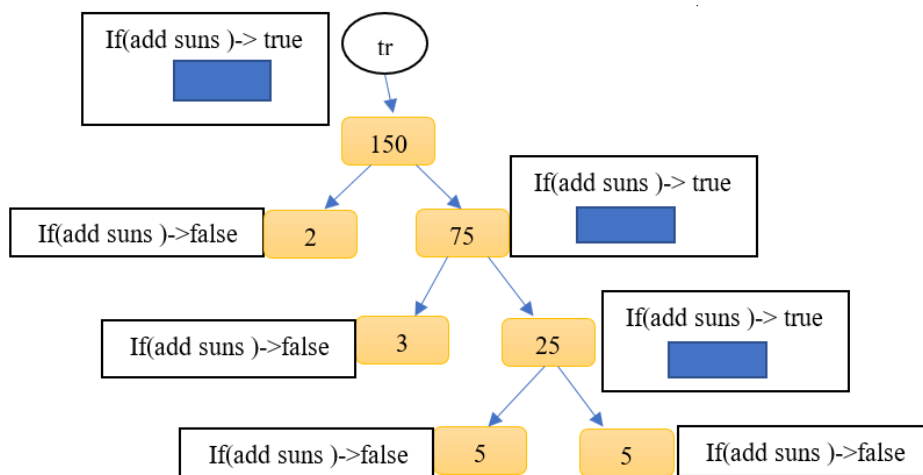 If(add suns )-> true
tr
150
If(add suns )-> true
If(add suns )->false
2
75
If(add suns )-> true
If(add suns )->false
3
25
If(add suns )->false
5
5
If(add suns )->false